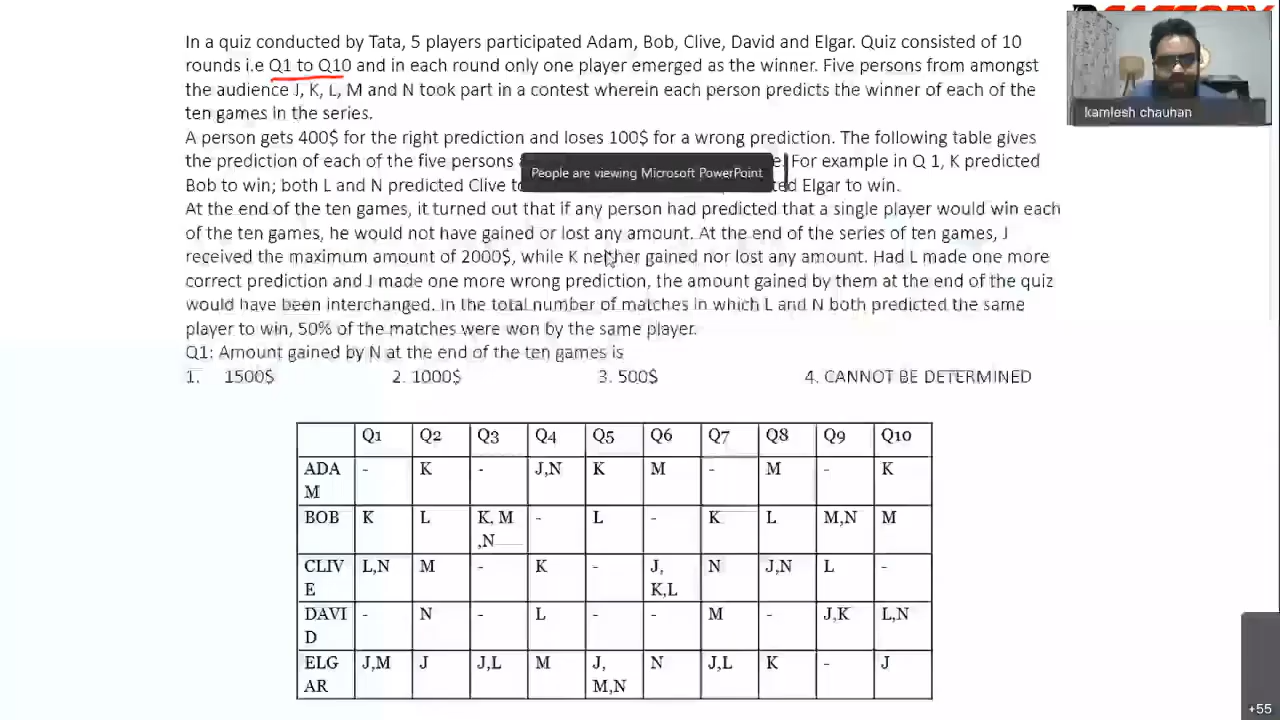 In a quiz conducted by Tata, 5 players participated Adam, Bob, Clive, David and Elgar. Quiz consisted of 10
rounds i.e Q1 to Q10 and in each round only one player emerged as the winner. Five persons from amongst
the audience J, K, L, M and N took part in a contest wherein each person predicts the winner of each of the
ten games in the series.
kamlesh chauhan
A person gets 400$ for the right prediction and loses 100$ for a wrong prediction. The following table gives
the prediction of each of the five persons For example in Q 1, K predicted
People are viewing Microsoft PowerPoint
Bob to win; both L and N predicted Clive to Elgar to win.
At the end of the ten games, it turned out that if any person had predicted that a single player would win each
of the ten games, he would not have gained or lost any amount. At the end of the series of ten games, J
received the maximum amount of 2000$, while K neither gained nor lost any amount. Had L made one more
correct prediction and J made one more wrong prediction, the amount gained by them at the end of the quiz
would have been interchanged. In the total number of matches in which L and N both predicted the same
player to win, 50% of the matches were won by the same player.
Q1: Amount gained by N at the end of the ten games is
1. 1500$ 2. 1000$ 3. 500$ 4. CANNOT BE DETERMINED
Q1 Q2 Q3 Q4 Q5 Q6 Q7 Q8 Q9 Q10
ADA - K - J,N K M - M - K
M
BOB K L K, M - L - K L M,N M
,N
CLIV L,N M - K - J, N J,N L -
E K,L
DAVI - N - L - - M - J,K L,N
D
ELG J,M J J,L M J, N J,L K - J
AR M,N
+55